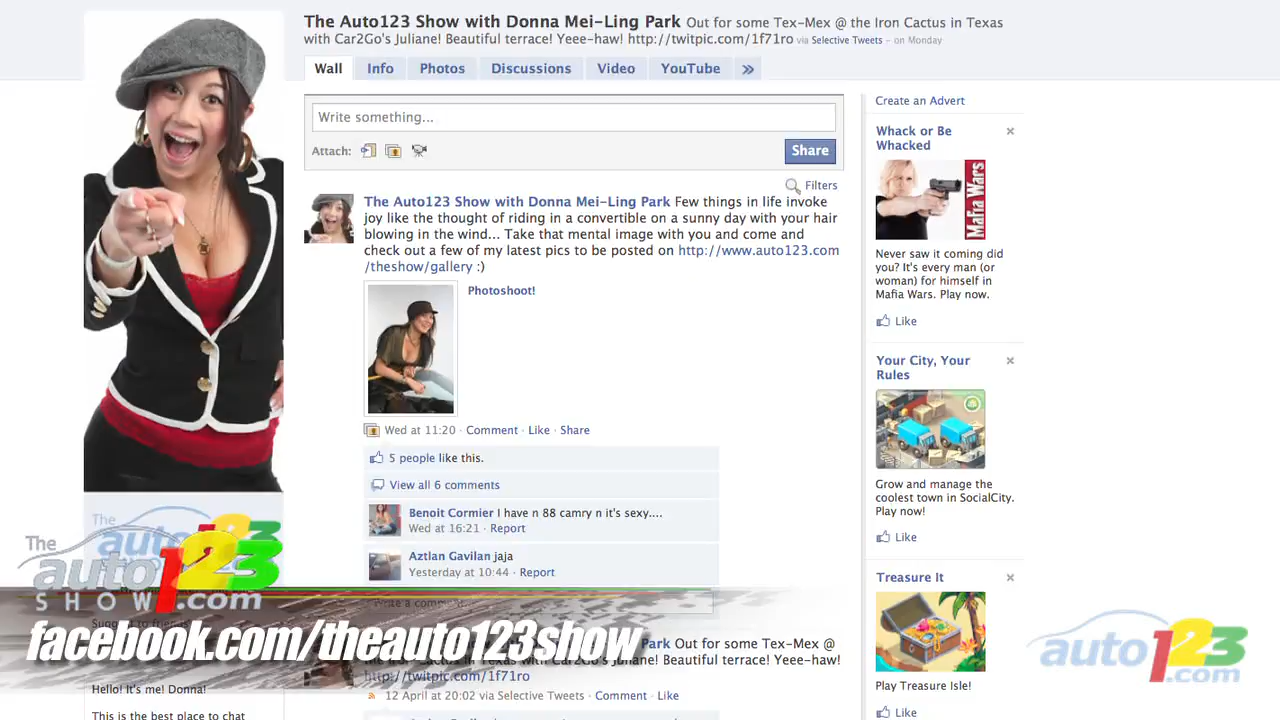 The Auto123 Show with Donna Mei-Ling Park Out for some Tex-Mex @ the Iron Cactus in Texas
with Car2Go's Juliane! Beautiful terrace! Yeee-haw! http://twitpic.com/1f71ro via Selective Tweets – on Monday
Wall Info Photos Discussions Video YouTube »
Write something...
Attach:
Share
Filters
The Auto123 Show with Donna Mei-Ling Park Few things in life invoke
joy like the thought of riding in a convertible on a sunny day with your hair
blowing in the wind... Take that mental image with you and come and
check out a few of my latest pics to be posted on http://www.auto123.com
/theshow/gallery :)
Photoshoot!
Wed at 11:20 · Comment · Like · Share
5 people like this.
View all 6 comments
Benoit Cormier I have n 88 camry n it's sexy....
Wed at 16:21 · Report
Aztlan Gavilan jaja
Yesterday at 10:44 · Report
Write a comment...
Park Out for some Tex-Mex @
the Iron Cactus in Texas with Car2Go's Juliane! Beautiful terrace! Yeee-haw!
http://twitpic.com/1f71ro
12 April at 20:02 via Selective Tweets · Comment · Like
Create an Advert
Whack or Be
Whacked
Mafia Wars
Never saw it coming did
you? It's every man (or
woman) for himself in
Mafia Wars. Play now.
Like
Your City, Your
Rules
Grow and manage the
coolest town in SocialCity.
Play now!
Like
Treasure It
Play Treasure Isle!
Like
The
auto123
The
auto123
SHOW.com
facebook.com/theauto123show
Hello! It's me! Donna!
This is the best place to chat
auto123
.com